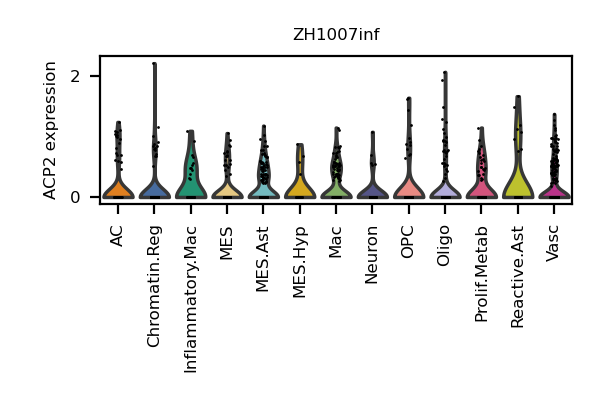 ZH1007inf
ACP2 expression
2
0
AC
Chromatin.Reg
Inflammatory.Mac
MES
MES.Ast
MES.Hyp
Mac
Neuron
OPC
Oligo
Prolif.Metab
Reactive.Ast
Vasc